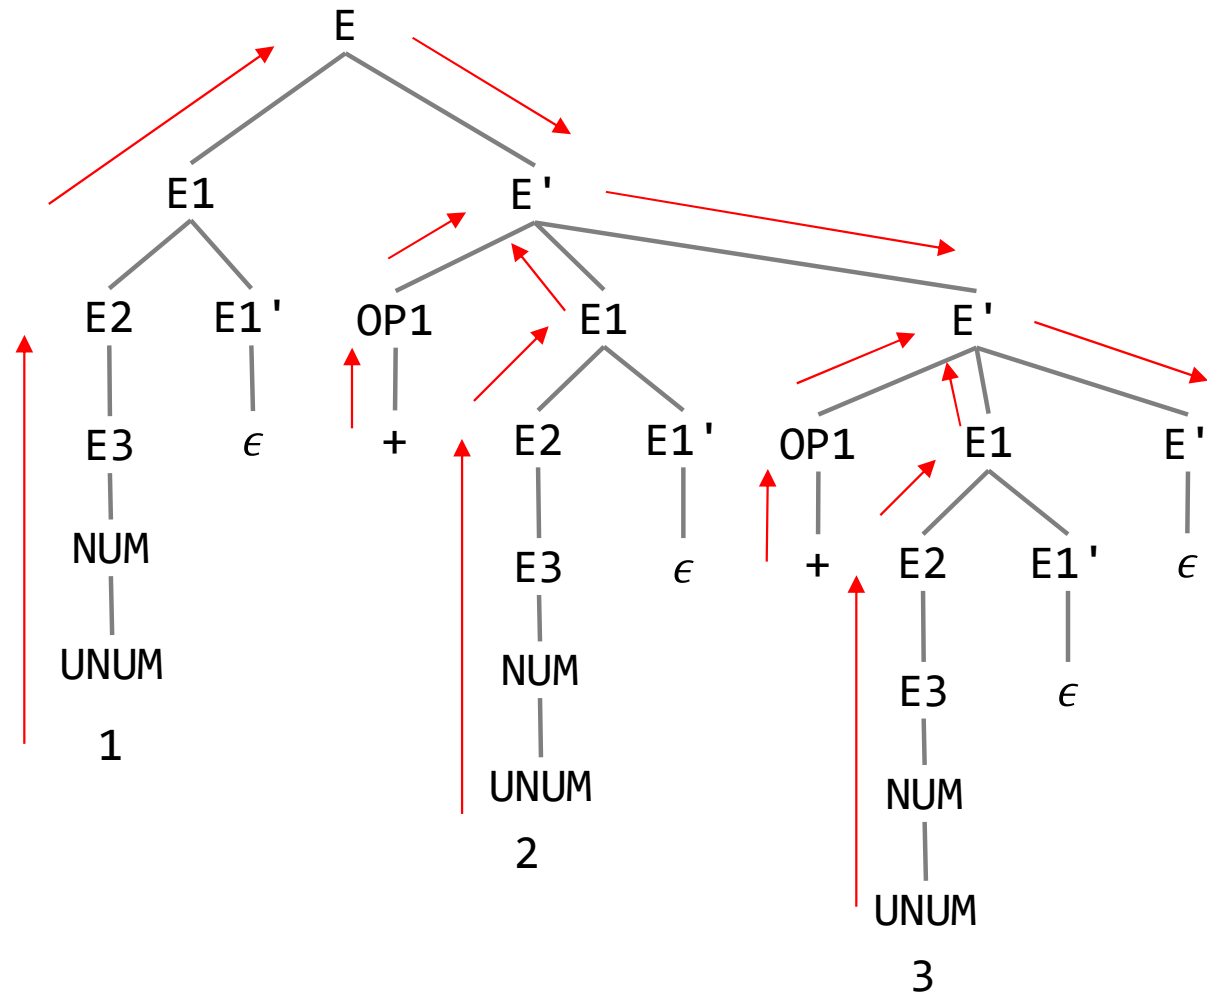 E
E1 E'
E2 E1' OP1 E1 E'
E3 ϵ + E2 E1' OP1 E1 E'
NUM E3 ϵ + E2 E1' ϵ
UNUM NUM E3 ϵ
1 UNUM NUM
2 UNUM
3